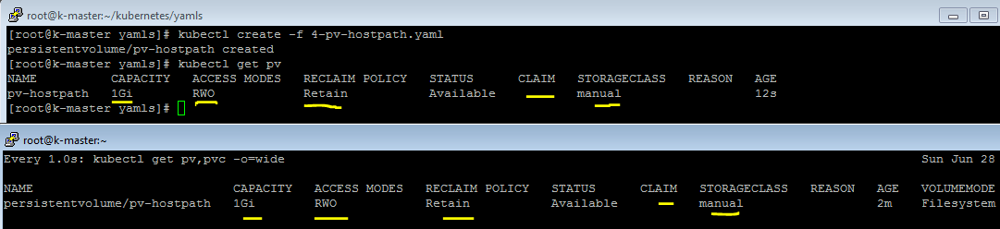 root@k-master:~/kubernetes/yamls
[root@k-master yamls]# kubectl create -f 4-pv-hostpath.yaml
persistentvolume/pv-hostpath created
[root@k-master yamls]# kubectl get pv
NAME CAPACITY ACCESS MODES RECLAIM POLICY STATUS CLAIM STORAGECLASS REASON AGE
pv-hostpath 1Gi RWO Retain Available manual 12s
[root@k-master yamls]#
root@k-master:~
Every 1.0s: kubectl get pv,pvc -o=wide Sun Jun 28
NAME CAPACITY ACCESS MODES RECLAIM POLICY STATUS CLAIM STORAGECLASS REASON AGE VOLUMEMODE
persistentvolume/pv-hostpath 1Gi RWO Retain Available manual 2m Filesystem